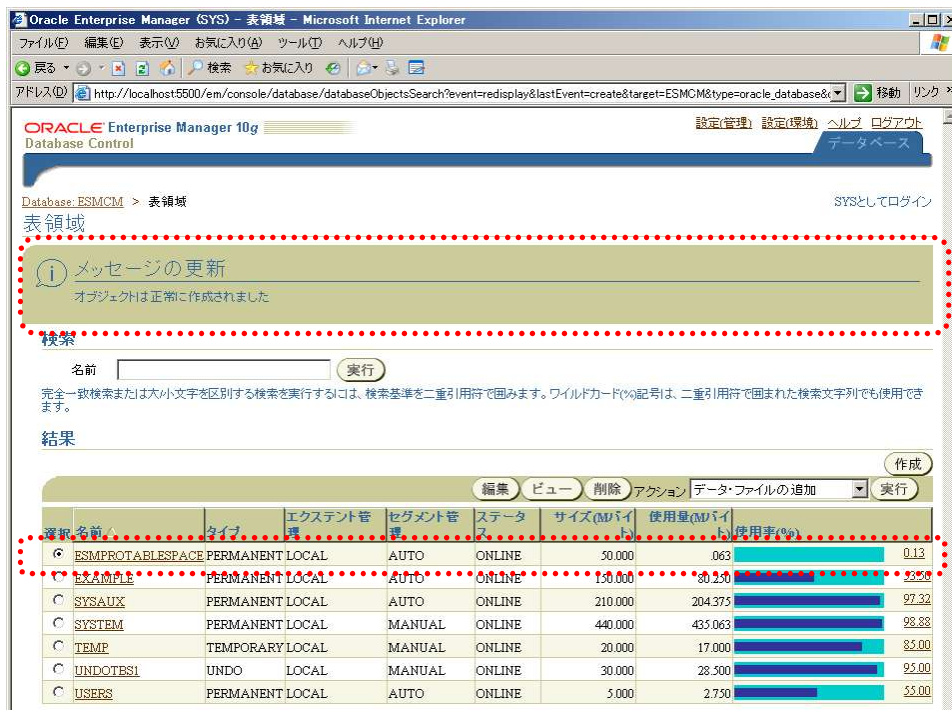 Oracle Enterprise Manager (SYS) - 表領域 - Microsoft Internet Explorer
ファイル(F) 編集(E) 表示(V) お気に入り(A) ツール(T) ヘルプ(H)
戻る 検索 お気に入り
アドレス(D) http://localhost:5500/em/console/database/databaseObjectsSearch?event=redisplay&lastEvent=create&target=ESMCM&type=oracle_database& 移動 リンク »
ORACLE Enterprise Manager 10g
Database Control
設定(管理) 設定(環境) ヘルプ ログアウト
データベース
Database: ESMCM > 表領域 SYSとしてログイン
表領域
メッセージの更新
オブジェクトは正常に作成されました
検索
名前 実行
完全一致検索または大/小文字を区別する検索を実行するには、検索基準を二重引用符で囲みます。ワイルドカード(%)記号は、二重引用符で囲まれた検索文字列でも使用でき
ます。
結果
作成
編集 ビュー 削除 アクション データ・ファイルの追加 実行
選択 名前 タイプ エクステント管理 セグメント管理 ステータス サイズ(Mバイト) 使用量(Mバイト) 使用率(%)
ESMPROTABLESPACE PERMANENT LOCAL AUTO ONLINE 50.000 .063 0.13
EXAMPLE PERMANENT LOCAL AUTO ONLINE 150.000 80.250 53.50
SYSAUX PERMANENT LOCAL AUTO ONLINE 210.000 204.375 97.32
SYSTEM PERMANENT LOCAL MANUAL ONLINE 440.000 435.063 98.88
TEMP TEMPORARY LOCAL MANUAL ONLINE 20.000 17.000 85.00
UNDOTBS1 UNDO LOCAL MANUAL ONLINE 30.000 28.500 95.00
USERS PERMANENT LOCAL AUTO ONLINE 5.000 2.750 55.00